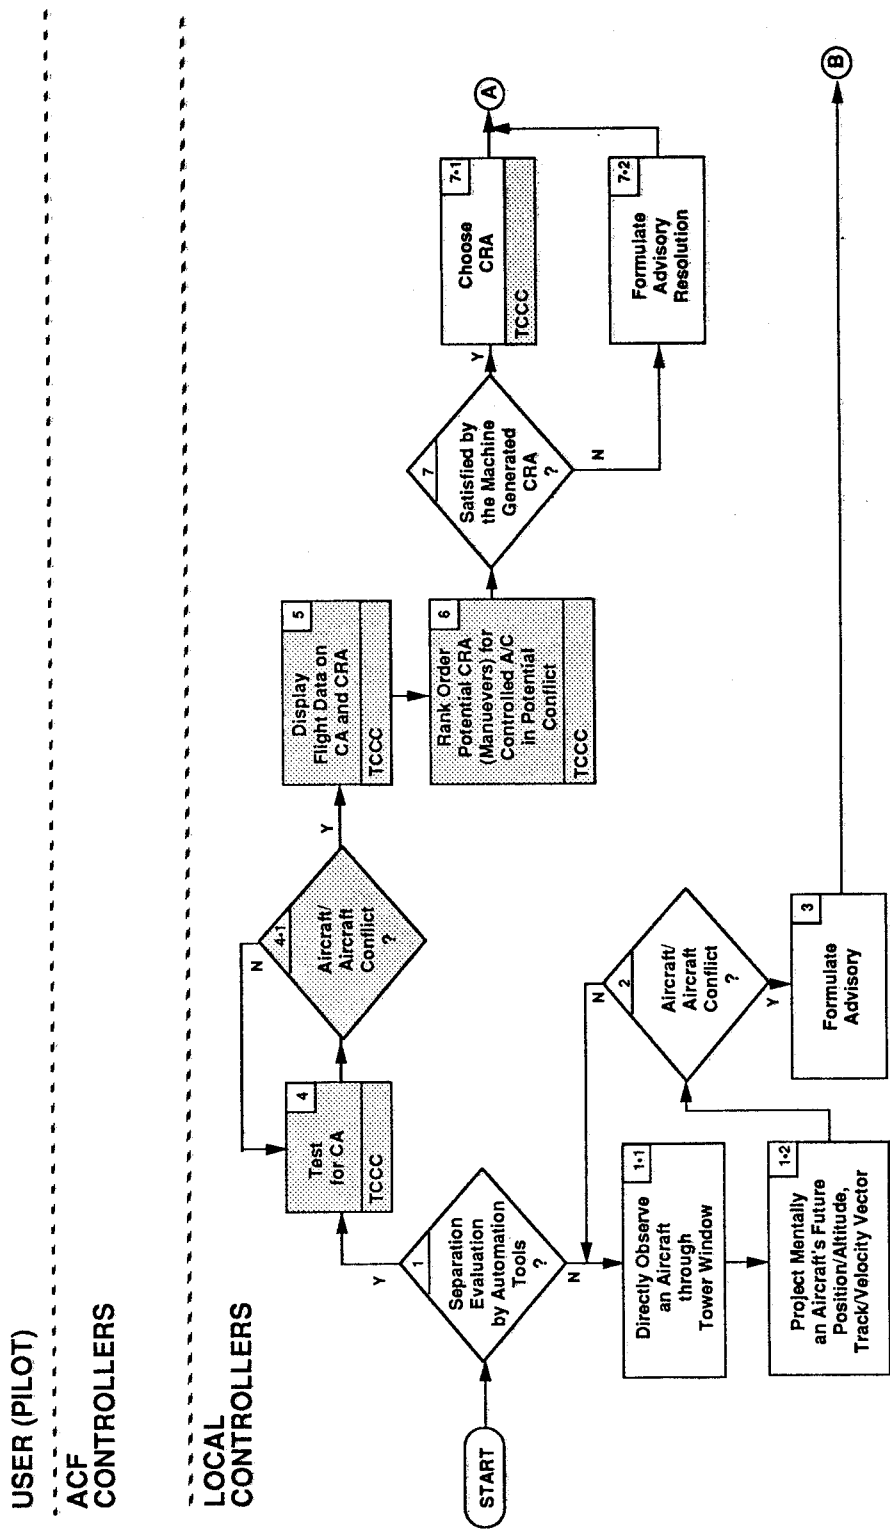 USER (PILOT)
ACF
CONTROLLERS
LOCAL
CONTROLLERS
START
1
Separation
Evaluation
by Automation
Tools
?
Y
N
4
Test
for CA
TCCC
4•1
Aircraft/
Aircraft
Conflict
?
N
Y
5
Display
Flight Data on
CA and CRA
TCCC
6
Rank Order
Potential CRA
(Manuevers) for
Controlled A/C
in Potential
Conflict
TCCC
7
Satisfied by
the Machine
Generated
CRA
?
Y
N
7•1
Choose
CRA
TCCC
7•2
Formulate
Advisory
Resolution
A
1•1
Directly Observe
an Aircraft
through
Tower Window
1•2
Project Mentally
an Aircraft's Future
Position/Altitude,
Track/Velocity Vector
2
Aircraft/
Aircraft
Conflict
?
N
Y
3
Formulate
Advisory
B